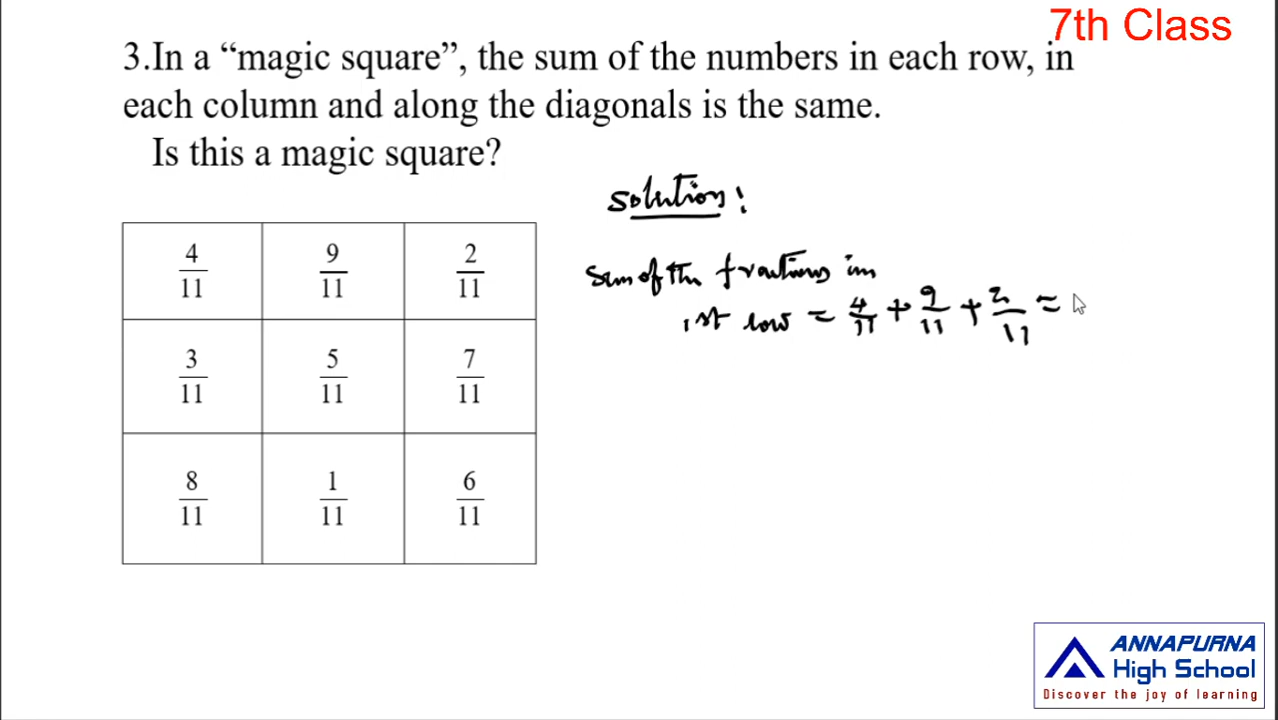 7th Class
3.In a “magic square”, the sum of the numbers in each row, in
each column and along the diagonals is the same.
Is this a magic square?
Solution:
Sum of the fractions in
1st row = 4/11 + 9/11 + 2/11 =
4/11 9/11 2/11
3/11 5/11 7/11
8/11 1/11 6/11
ANNAPURNA
High School
Discover the joy of learning